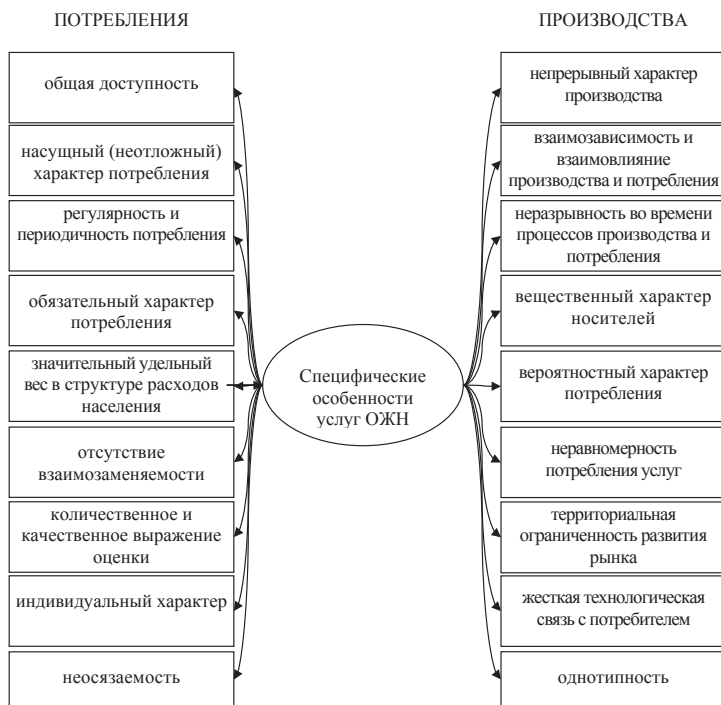 ПОТРЕБЛЕНИЯ
общая доступность
насущный (неотложный)
характер потребления
регулярность и
периодичность потребления
обязательный характер
потребления
значительный удельный
вес в структуре расходов
населения
отсутствие
взаимозаменяемости
количественное и
качественное выражение
оценки
индивидуальный характер
неосязаемость
Специфические
особенности
услуг ОЖН
ПРОИЗВОДСТВА
непрерывный характер
производства
взаимозависимость и
взаимовлияние
производства и потребления
неразрывность во времени
процессов производства и
потребления
вещественный характер
носителей
вероятностный характер
потребления
неравномерность
потребления услуг
территориальная
ограниченность развития
рынка
жесткая технологическая
связь с потребителем
однотипность